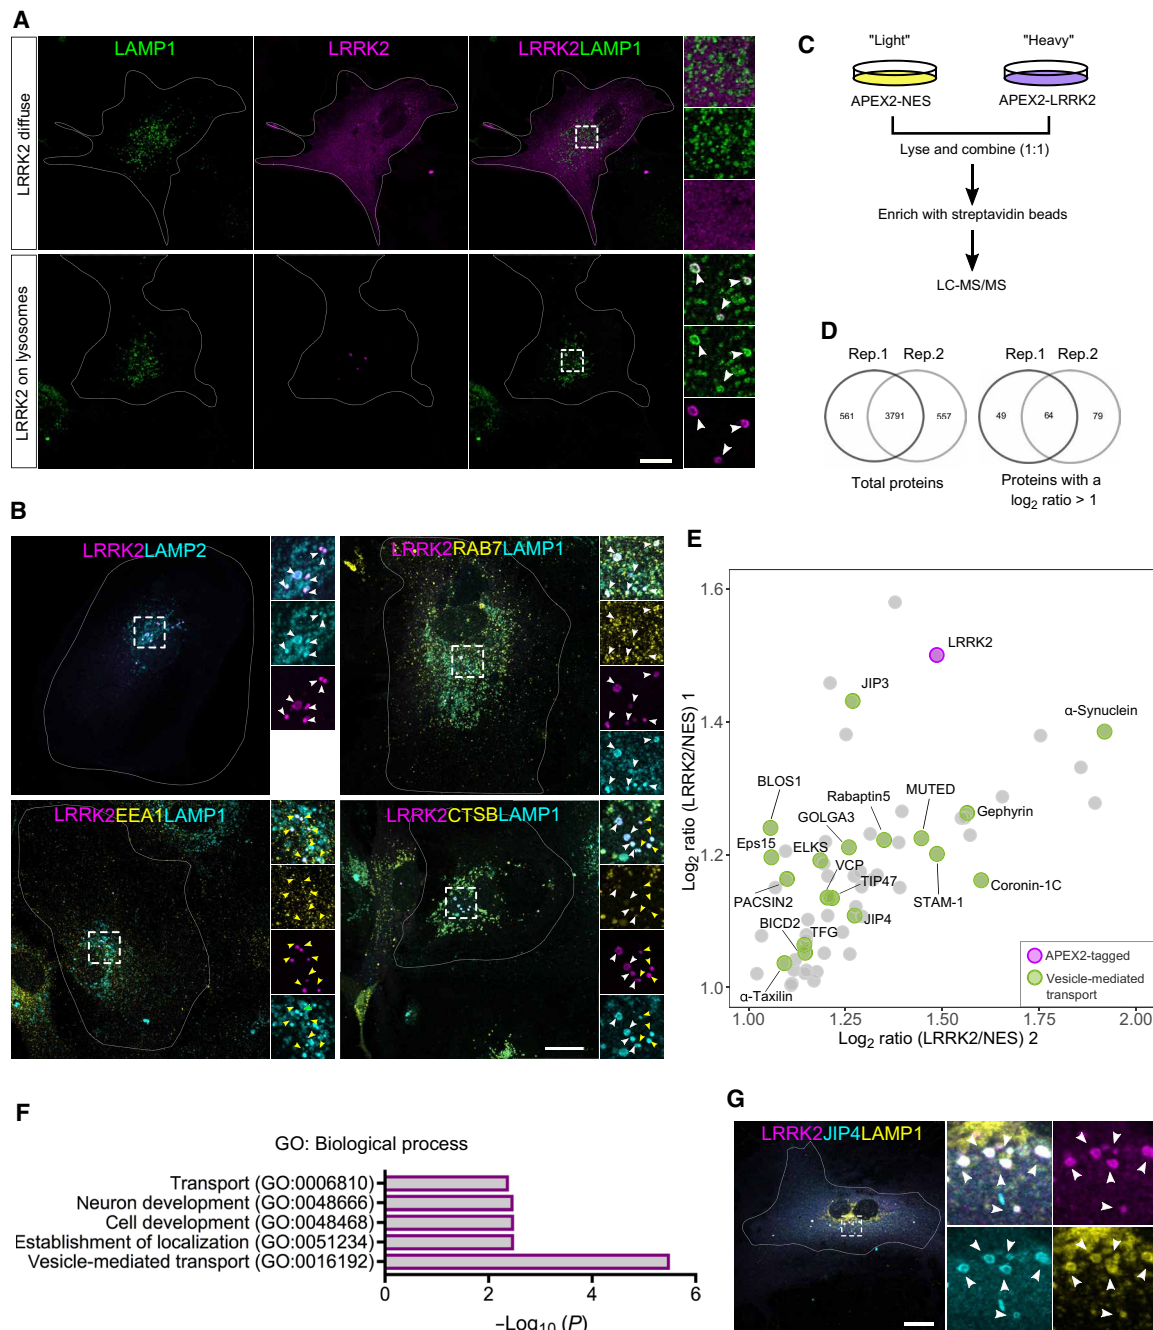 A
LAMP1
LRRK2
LRRK2LAMP1
LRRK2 diffuse
LRRK2 on lysosomes
B
LRRK2LAMP2
LRRK2RAB7LAMP1
LRRK2EEA1LAMP1
LRRK2CTSBLAMP1
C
"Light"
"Heavy"
APEX2-NES
APEX2-LRRK2
Lyse and combine (1:1)
Enrich with streptavidin beads
LC-MS/MS
D
Rep.1 Rep.2
561 3791 557
Total proteins
Rep.1 Rep.2
49 64 79
Proteins with a
log2 ratio > 1
E
Log2 ratio (LRRK2/NES) 1
1.6
1.4
1.2
1.0
LRRK2
JIP3
α-Synuclein
BLOS1
Rabaptin5
MUTED
GOLGA3
Gephyrin
Eps15
ELKS
VCP
TIP47
PACSIN2
STAM-1
Coronin-1C
BICD2
TFG
JIP4
α-Taxilin
APEX2-tagged
Vesicle-mediated
transport
1.00 1.25 1.50 1.75 2.00
Log2 ratio (LRRK2/NES) 2
F
GO: Biological process
Transport (GO:0006810)
Neuron development (GO:0048666)
Cell development (GO:0048468)
Establishment of localization (GO:0051234)
Vesicle-mediated transport (GO:0016192)
0 2 4 6
−Log10 (P)
G
LRRK2JIP4LAMP1